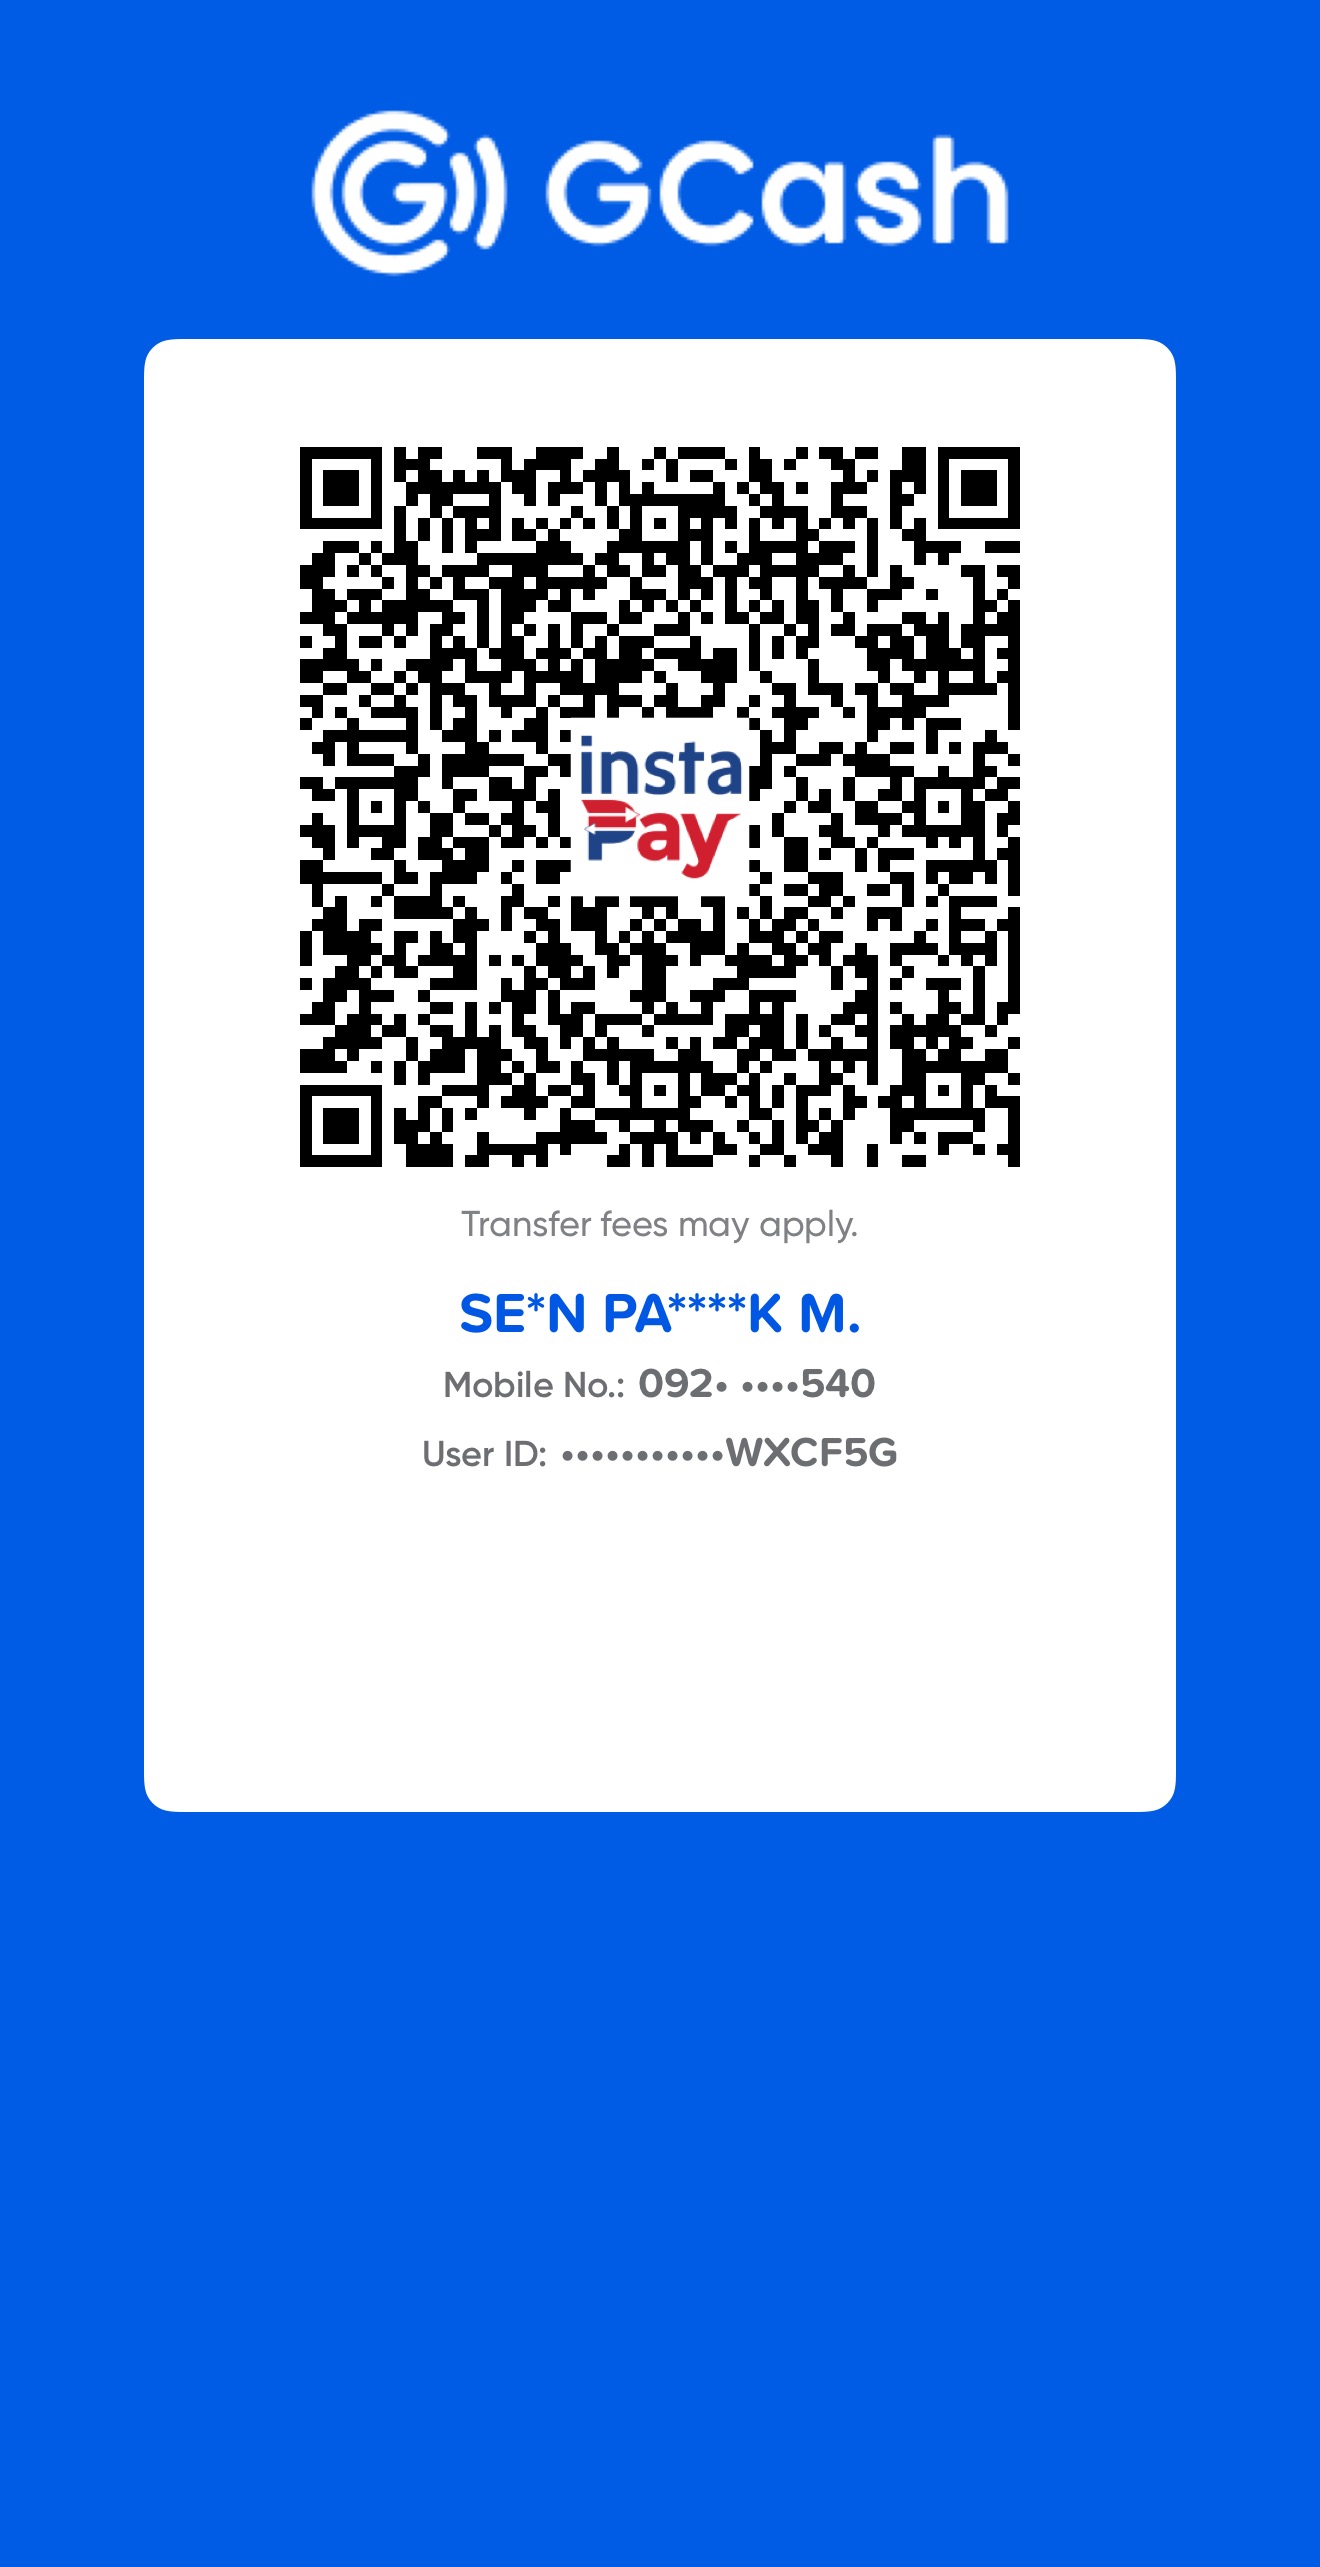 GCash
insta
Pay
Transfer fees may apply.
SE*N PA****K M.
Mobile No.: 092• ••••540
User ID: •••••••••••WXCF5G